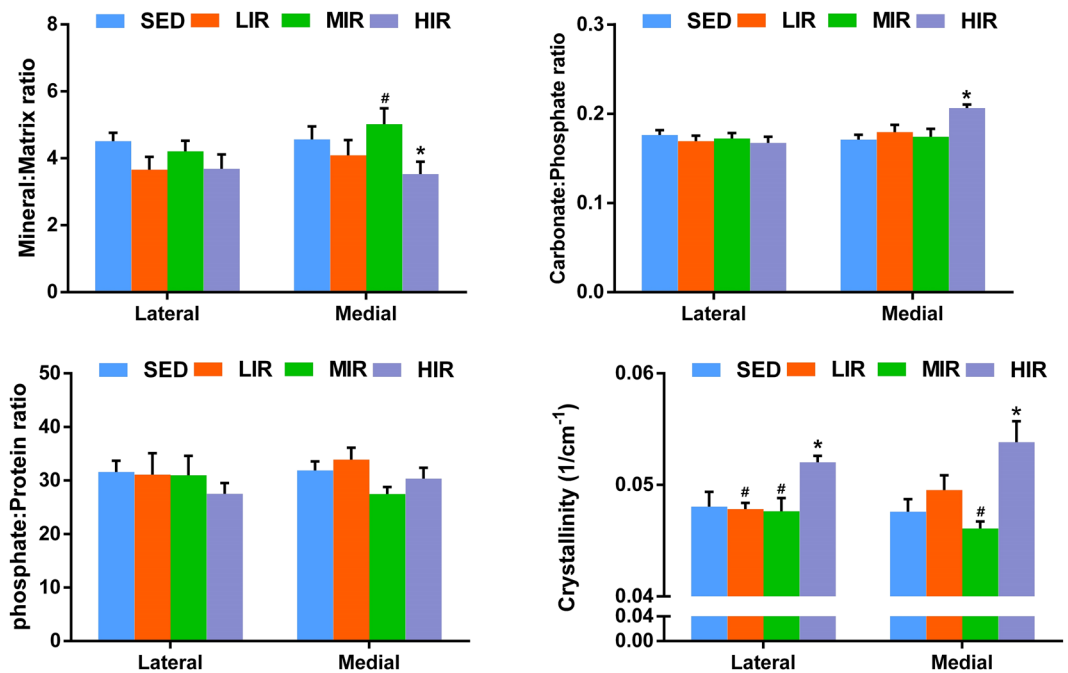 SED LIR MIR HIR
Mineral:Matrix ratio
8
6
4
2
0
#
*
Lateral Medial
SED LIR MIR HIR
Carbonate:Phosphate ratio
0.3
0.2
0.1
0.0
*
Lateral Medial
SED LIR MIR HIR
phosphate:Protein ratio
50
40
30
20
10
0
Lateral Medial
SED LIR MIR HIR
Crystallinity (1/cm⁻¹)
0.06
0.05
0.04
0.04
0.00
# # * # *
Lateral Medial